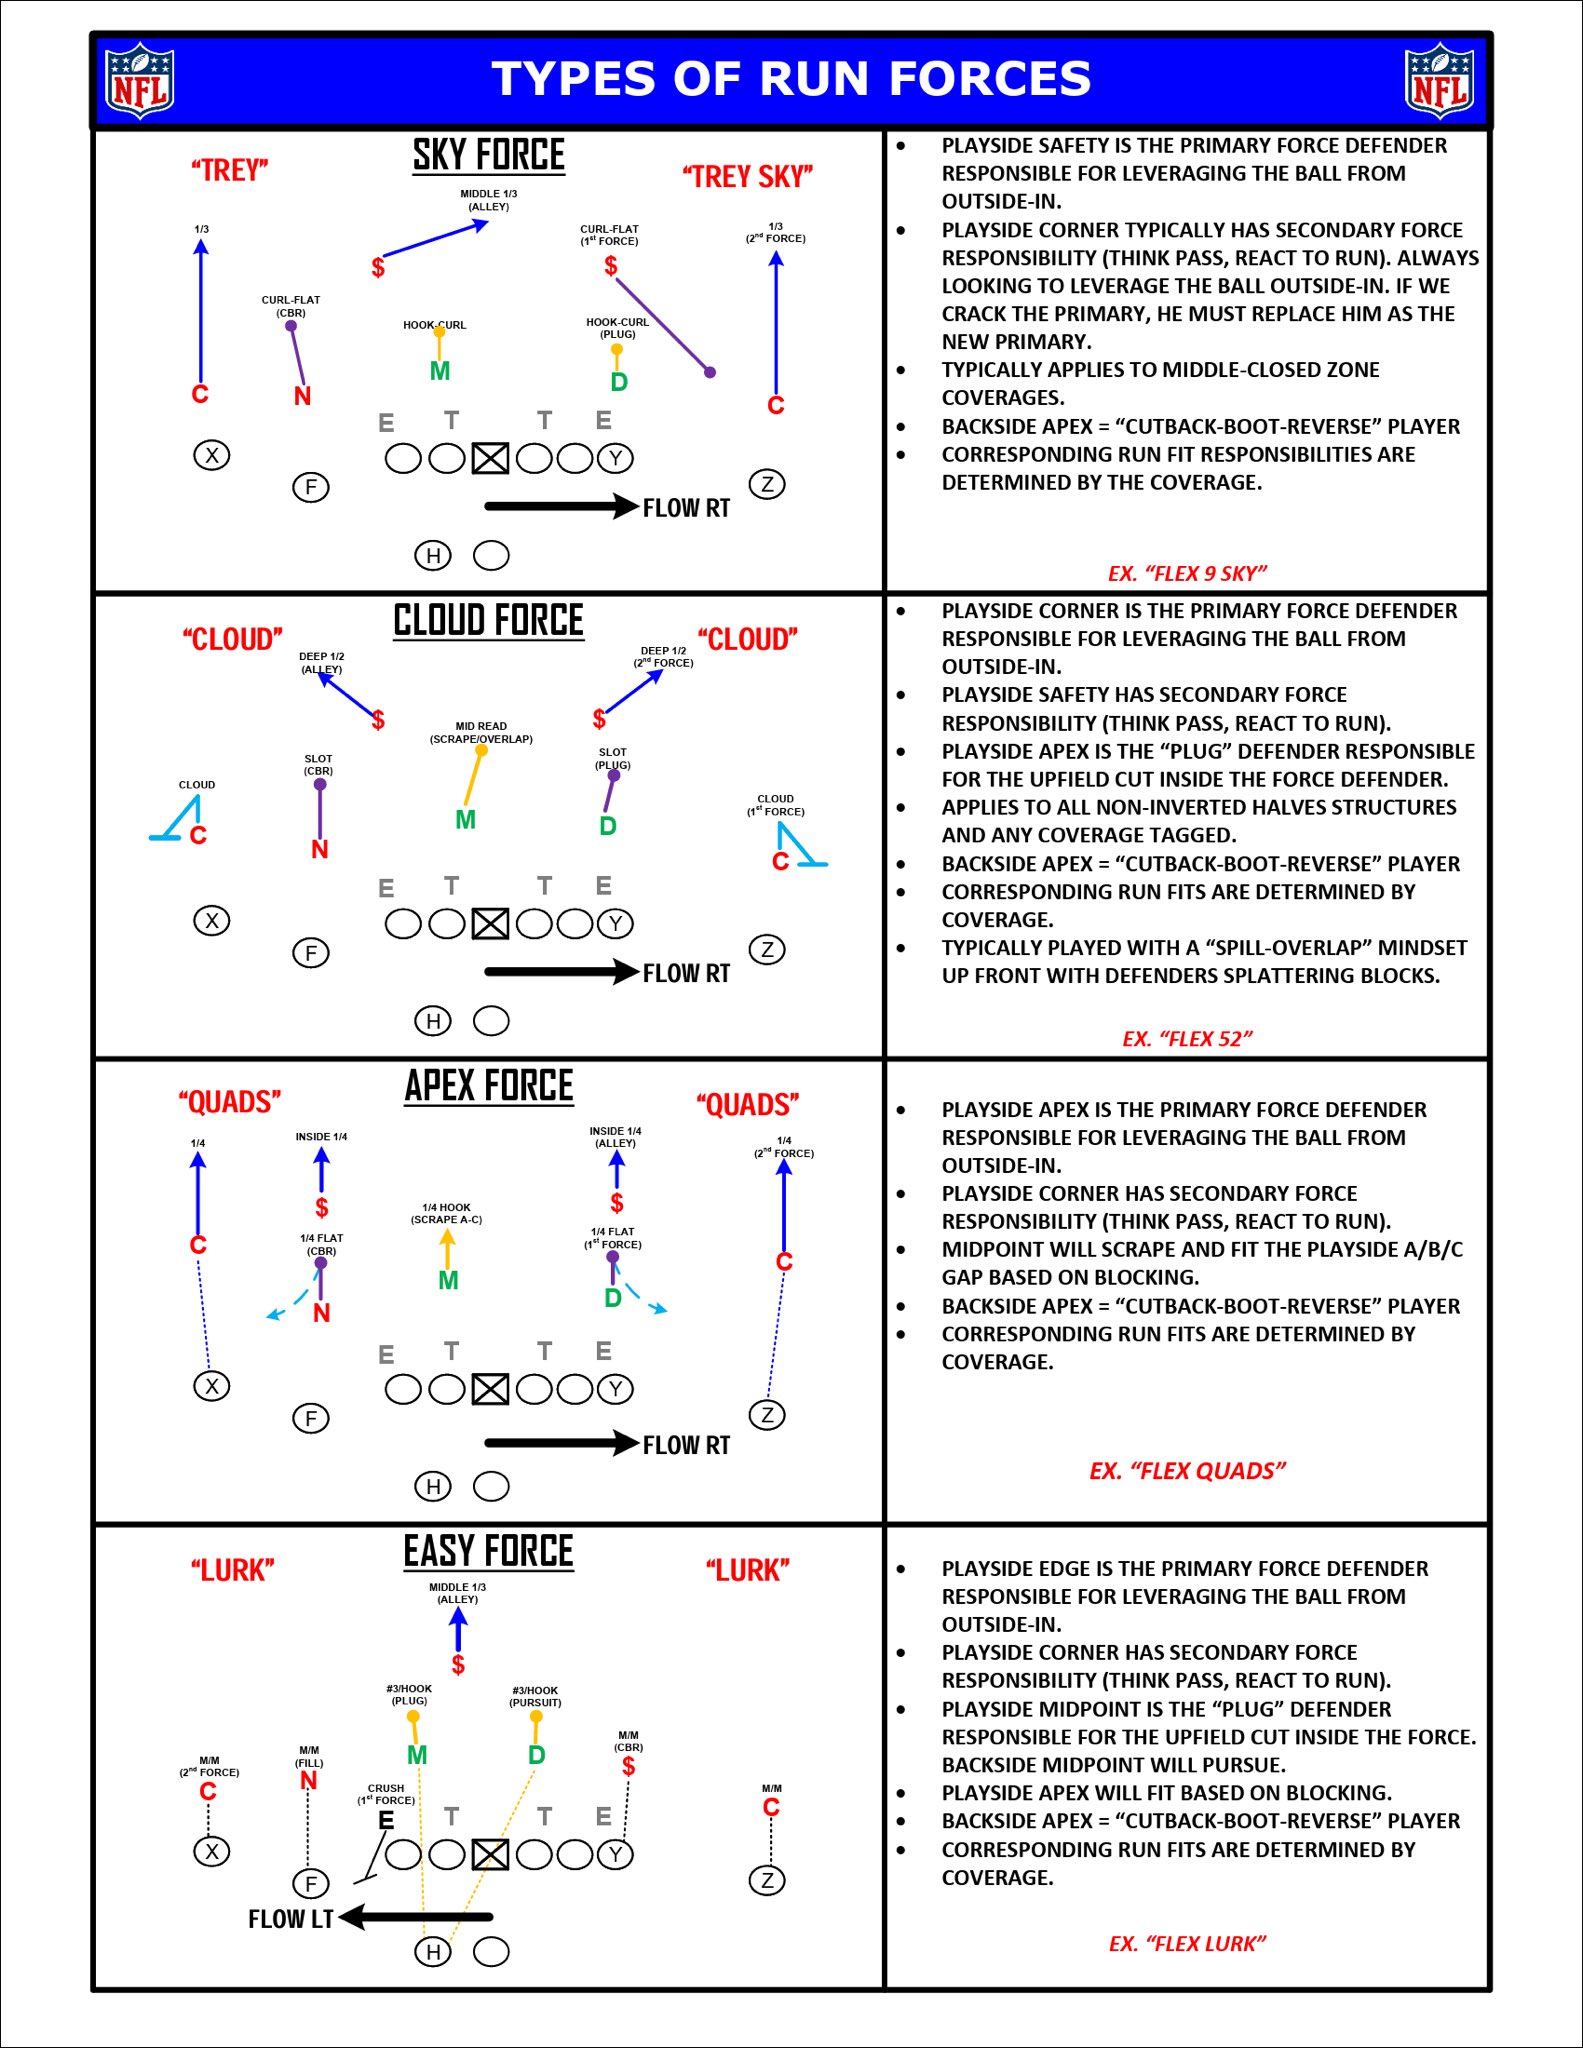 NFL
TYPES OF RUN FORCES
NFL
SKY FORCE
“TREY”
“TREY SKY”
MIDDLE 1/3
(ALLEY)
1/3
CURL-FLAT
(1st FORCE)
1/3
(2nd FORCE)
$
$
CURL-FLAT
(CBR)
HOOK-CURL
HOOK-CURL
(PLUG)
M
D
C
N
C
E T T E
X
Y
F
Z
FLOW RT
H
• PLAYSIDE SAFETY IS THE PRIMARY FORCE DEFENDER
RESPONSIBLE FOR LEVERAGING THE BALL FROM
OUTSIDE-IN.
• PLAYSIDE CORNER TYPICALLY HAS SECONDARY FORCE
RESPONSIBILITY (THINK PASS, REACT TO RUN). ALWAYS
LOOKING TO LEVERAGE THE BALL OUTSIDE-IN. IF WE
CRACK THE PRIMARY, HE MUST REPLACE HIM AS THE
NEW PRIMARY.
• TYPICALLY APPLIES TO MIDDLE-CLOSED ZONE
COVERAGES.
• BACKSIDE APEX = “CUTBACK-BOOT-REVERSE” PLAYER
• CORRESPONDING RUN FIT RESPONSIBILITIES ARE
DETERMINED BY THE COVERAGE.
EX. “FLEX 9 SKY”
CLOUD FORCE
“CLOUD”
“CLOUD”
DEEP 1/2
(ALLEY)
DEEP 1/2
(2nd FORCE)
$
$
MID READ
(SCRAPE/OVERLAP)
SLOT
(CBR)
SLOT
(PLUG)
CLOUD
CLOUD
(1st FORCE)
C
N
M
D
C
E T T E
X
Y
F
Z
FLOW RT
H
• PLAYSIDE CORNER IS THE PRIMARY FORCE DEFENDER
RESPONSIBLE FOR LEVERAGING THE BALL FROM
OUTSIDE-IN.
• PLAYSIDE SAFETY HAS SECONDARY FORCE
RESPONSIBILITY (THINK PASS, REACT TO RUN).
• PLAYSIDE APEX IS THE “PLUG” DEFENDER RESPONSIBLE
FOR THE UPFIELD CUT INSIDE THE FORCE DEFENDER.
• APPLIES TO ALL NON-INVERTED HALVES STRUCTURES
AND ANY COVERAGE TAGGED.
• BACKSIDE APEX = “CUTBACK-BOOT-REVERSE” PLAYER
• CORRESPONDING RUN FITS ARE DETERMINED BY
COVERAGE.
• TYPICALLY PLAYED WITH A “SPILL-OVERLAP” MINDSET
UP FRONT WITH DEFENDERS SPLATTERING BLOCKS.
EX. “FLEX 52”
APEX FORCE
“QUADS”
“QUADS”
1/4
INSIDE 1/4
INSIDE 1/4
(ALLEY)
1/4
(2nd FORCE)
$
$
1/4 HOOK
(SCRAPE A-C)
1/4 FLAT
(CBR)
1/4 FLAT
(1st FORCE)
C
C
N
M
D
E T T E
X
Y
F
Z
FLOW RT
H
• PLAYSIDE APEX IS THE PRIMARY FORCE DEFENDER
RESPONSIBLE FOR LEVERAGING THE BALL FROM
OUTSIDE-IN.
• PLAYSIDE CORNER HAS SECONDARY FORCE
RESPONSIBILITY (THINK PASS, REACT TO RUN).
• MIDPOINT WILL SCRAPE AND FIT THE PLAYSIDE A/B/C
GAP BASED ON BLOCKING.
• BACKSIDE APEX = “CUTBACK-BOOT-REVERSE” PLAYER
• CORRESPONDING RUN FITS ARE DETERMINED BY
COVERAGE.
EX. “FLEX QUADS”
EASY FORCE
“LURK”
“LURK”
MIDDLE 1/3
(ALLEY)
$
#3/HOOK
(PLUG)
#3/HOOK
(PURSUIT)
M
D
M/M
(2nd FORCE)
M/M
(FILL)
M/M
(CBR)
C
N
$
CRUSH
(1st FORCE)
M/M
C
E T T E
X
Y
F
Z
FLOW LT
H
• PLAYSIDE EDGE IS THE PRIMARY FORCE DEFENDER
RESPONSIBLE FOR LEVERAGING THE BALL FROM
OUTSIDE-IN.
• PLAYSIDE CORNER HAS SECONDARY FORCE
RESPONSIBILITY (THINK PASS, REACT TO RUN).
• PLAYSIDE MIDPOINT IS THE “PLUG” DEFENDER
RESPONSIBLE FOR THE UPFIELD CUT INSIDE THE FORCE.
BACKSIDE MIDPOINT WILL PURSUE.
• PLAYSIDE APEX WILL FIT BASED ON BLOCKING.
• BACKSIDE APEX = “CUTBACK-BOOT-REVERSE” PLAYER
• CORRESPONDING RUN FITS ARE DETERMINED BY
COVERAGE.
EX. “FLEX LURK”